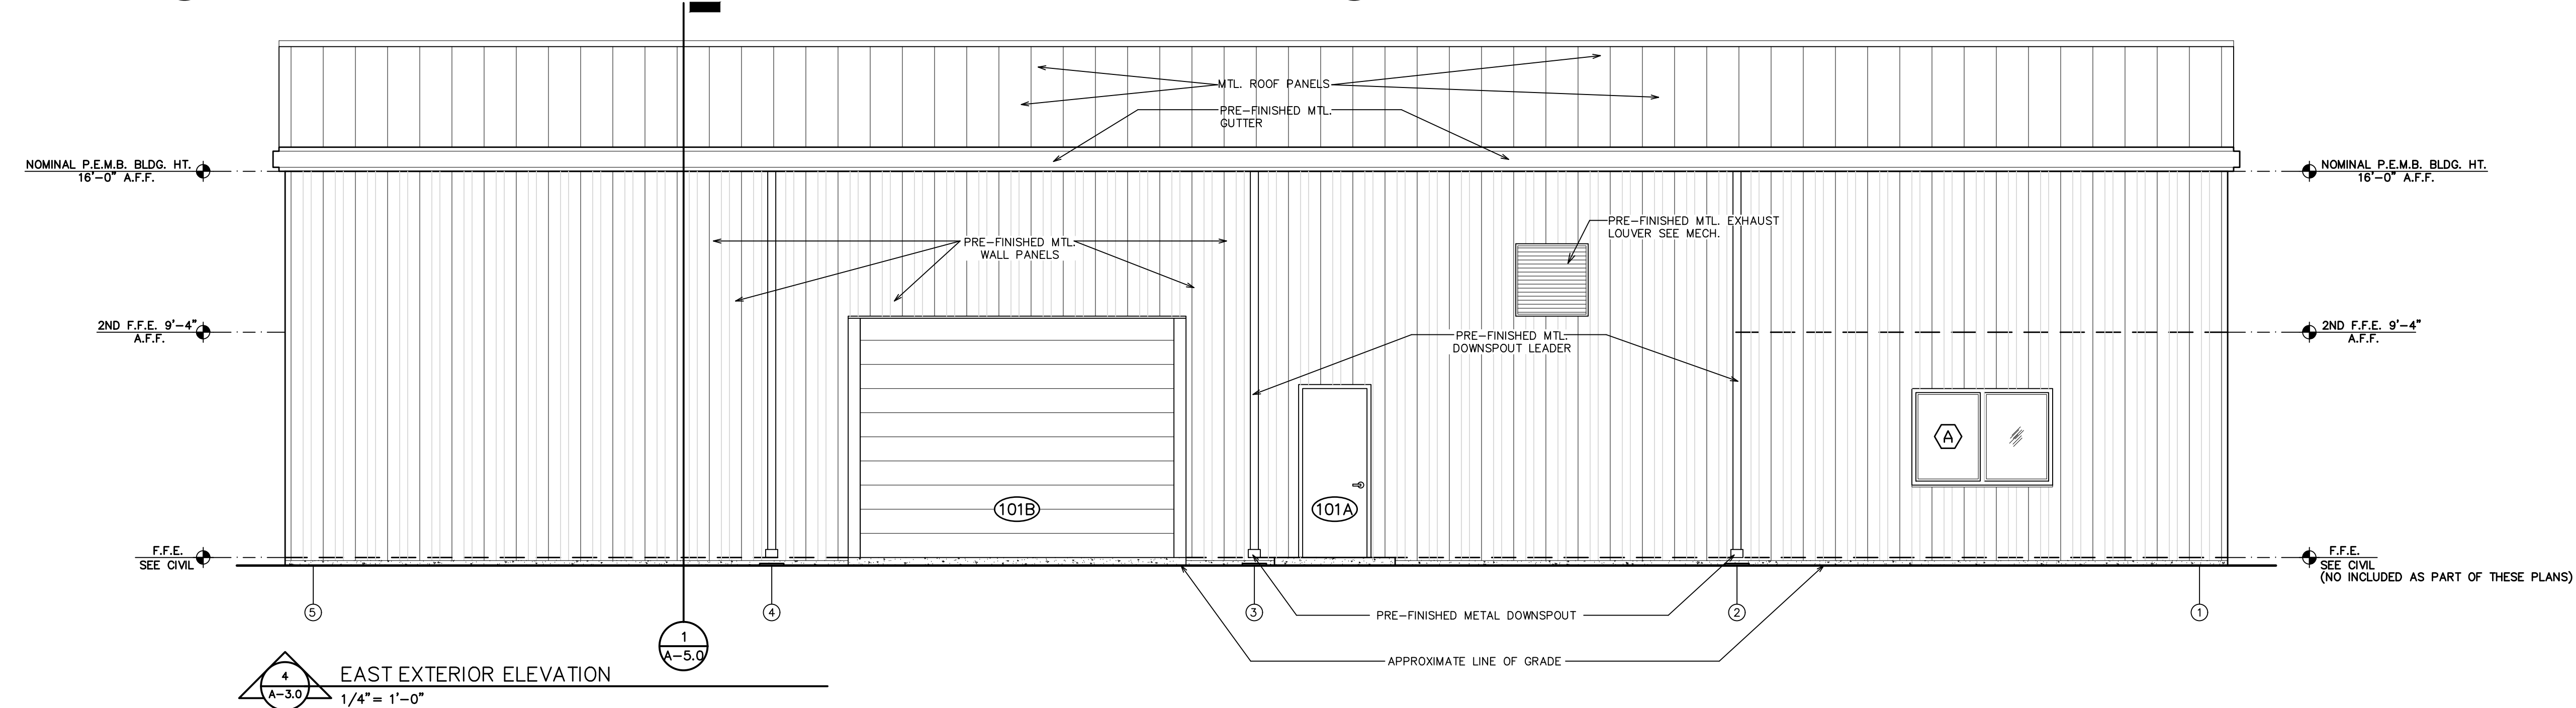 MTL. ROOF PANELS
PRE-FINISHED MTL.
GUTTER
NOMINAL P.E.M.B. BLDG. HT.
16'-0" A.F.F.
NOMINAL P.E.M.B. BLDG. HT.
16'-0" A.F.F.
PRE-FINISHED MTL. EXHAUST
LOUVER SEE MECH.
PRE-FINISHED MTL.
WALL PANELS
2ND F.F.E. 9'-4"
A.F.F.
PRE-FINISHED MTL.
DOWNSPOUT LEADER
2ND F.F.E. 9'-4"
A.F.F.
A
101B
101A
F.F.E.
SEE CIVIL
F.F.E.
SEE CIVIL
(NO INCLUDED AS PART OF THESE PLANS)
5
4
3
2
1
PRE-FINISHED METAL DOWNSPOUT
1
A-5.0
APPROXIMATE LINE OF GRADE
4
A-3.0
EAST EXTERIOR ELEVATION
1/4"= 1'-0"